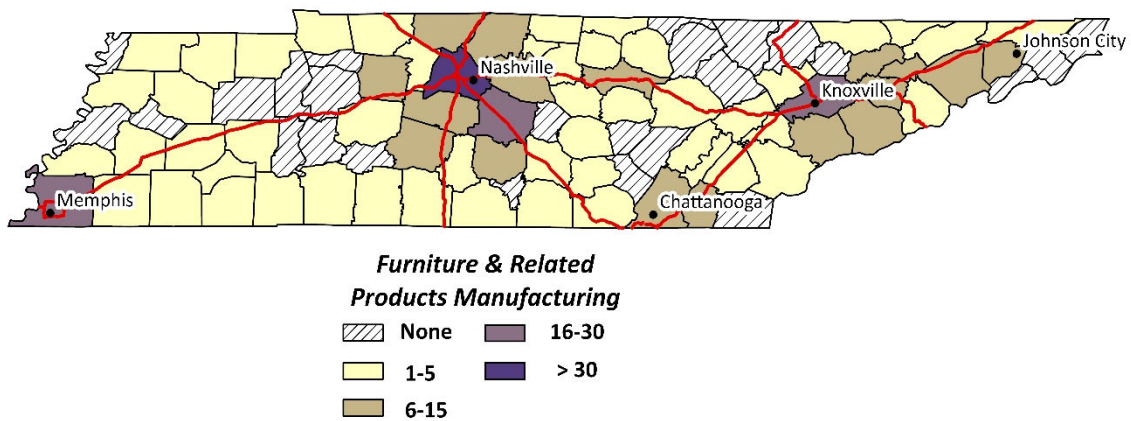 Johnson City
Nashville
Knoxville
Memphis
Chattanooga
Furniture & Related
Products Manufacturing
None
16-30
1-5
> 30
6-15